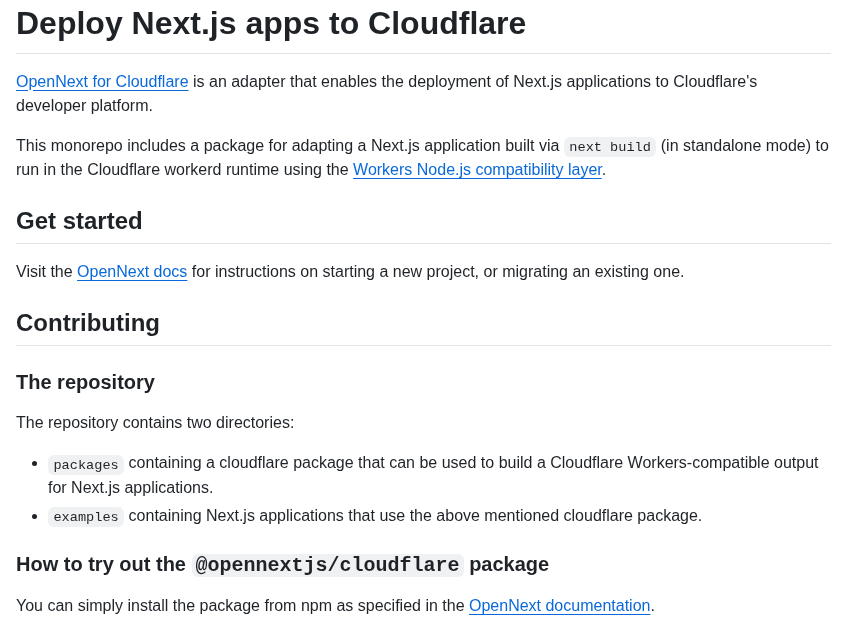 Deploy Next.js apps to Cloudflare
OpenNext for Cloudflare is an adapter that enables the deployment of Next.js applications to Cloudflare's
developer platform.
This monorepo includes a package for adapting a Next.js application built via next build (in standalone mode) to
run in the Cloudflare workerd runtime using the Workers Node.js compatibility layer.
Get started
Visit the OpenNext docs for instructions on starting a new project, or migrating an existing one.
Contributing
The repository
The repository contains two directories:
• packages containing a cloudflare package that can be used to build a Cloudflare Workers-compatible output
for Next.js applications.
• examples containing Next.js applications that use the above mentioned cloudflare package.
How to try out the @opennextjs/cloudflare package
You can simply install the package from npm as specified in the OpenNext documentation.